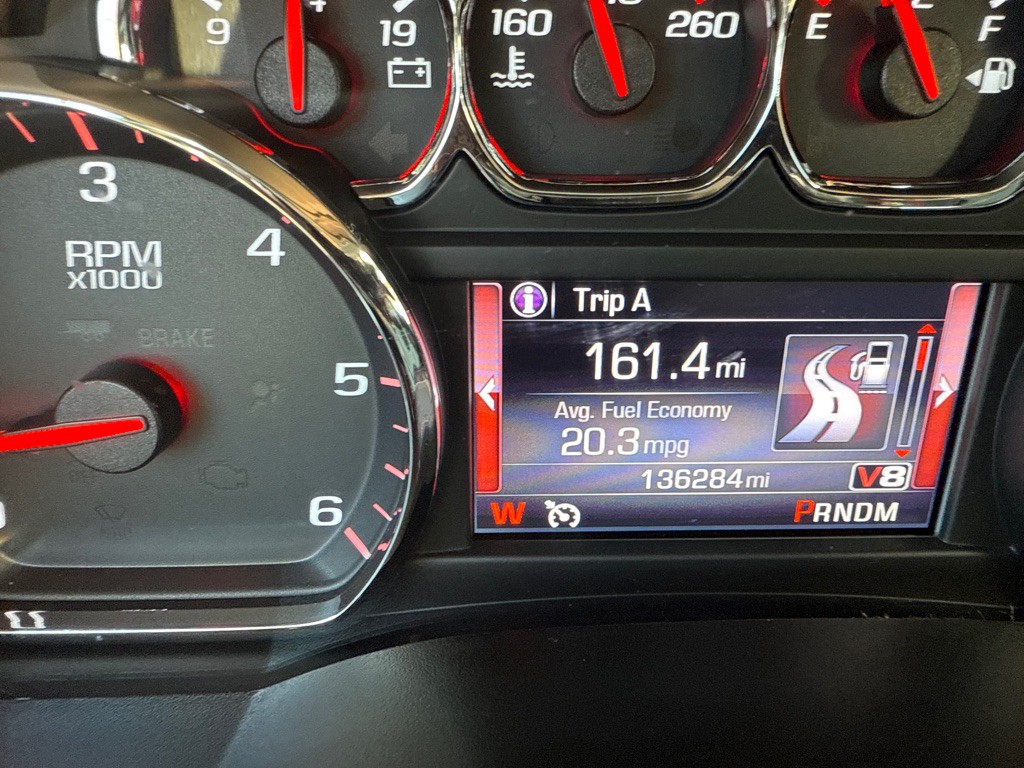 9
19
160
260
E
F
3
4
5
6
RPM
x1000
BRAKE
Trip A
161.4 mi
Avg. Fuel Economy
20.3 mpg
136284 mi
V8
W
PRNDM